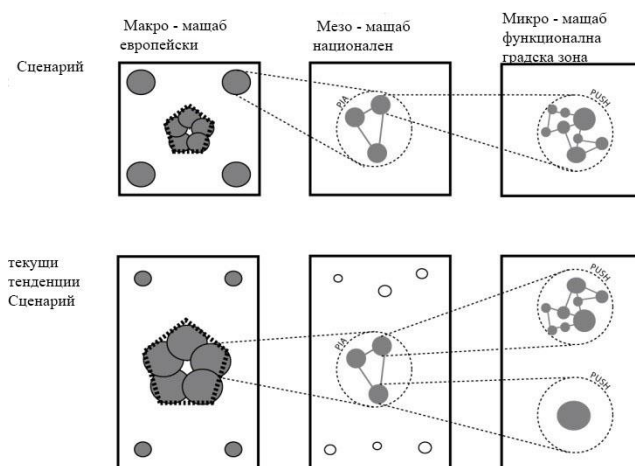 Макро - мащаб
европейски
Мезо - мащаб
национален
Микро - мащаб
функционална
градска зона
Сценарий
PIA
PUSH
текущи
тенденции
Сценарий
PIA
PUSH
PUSH